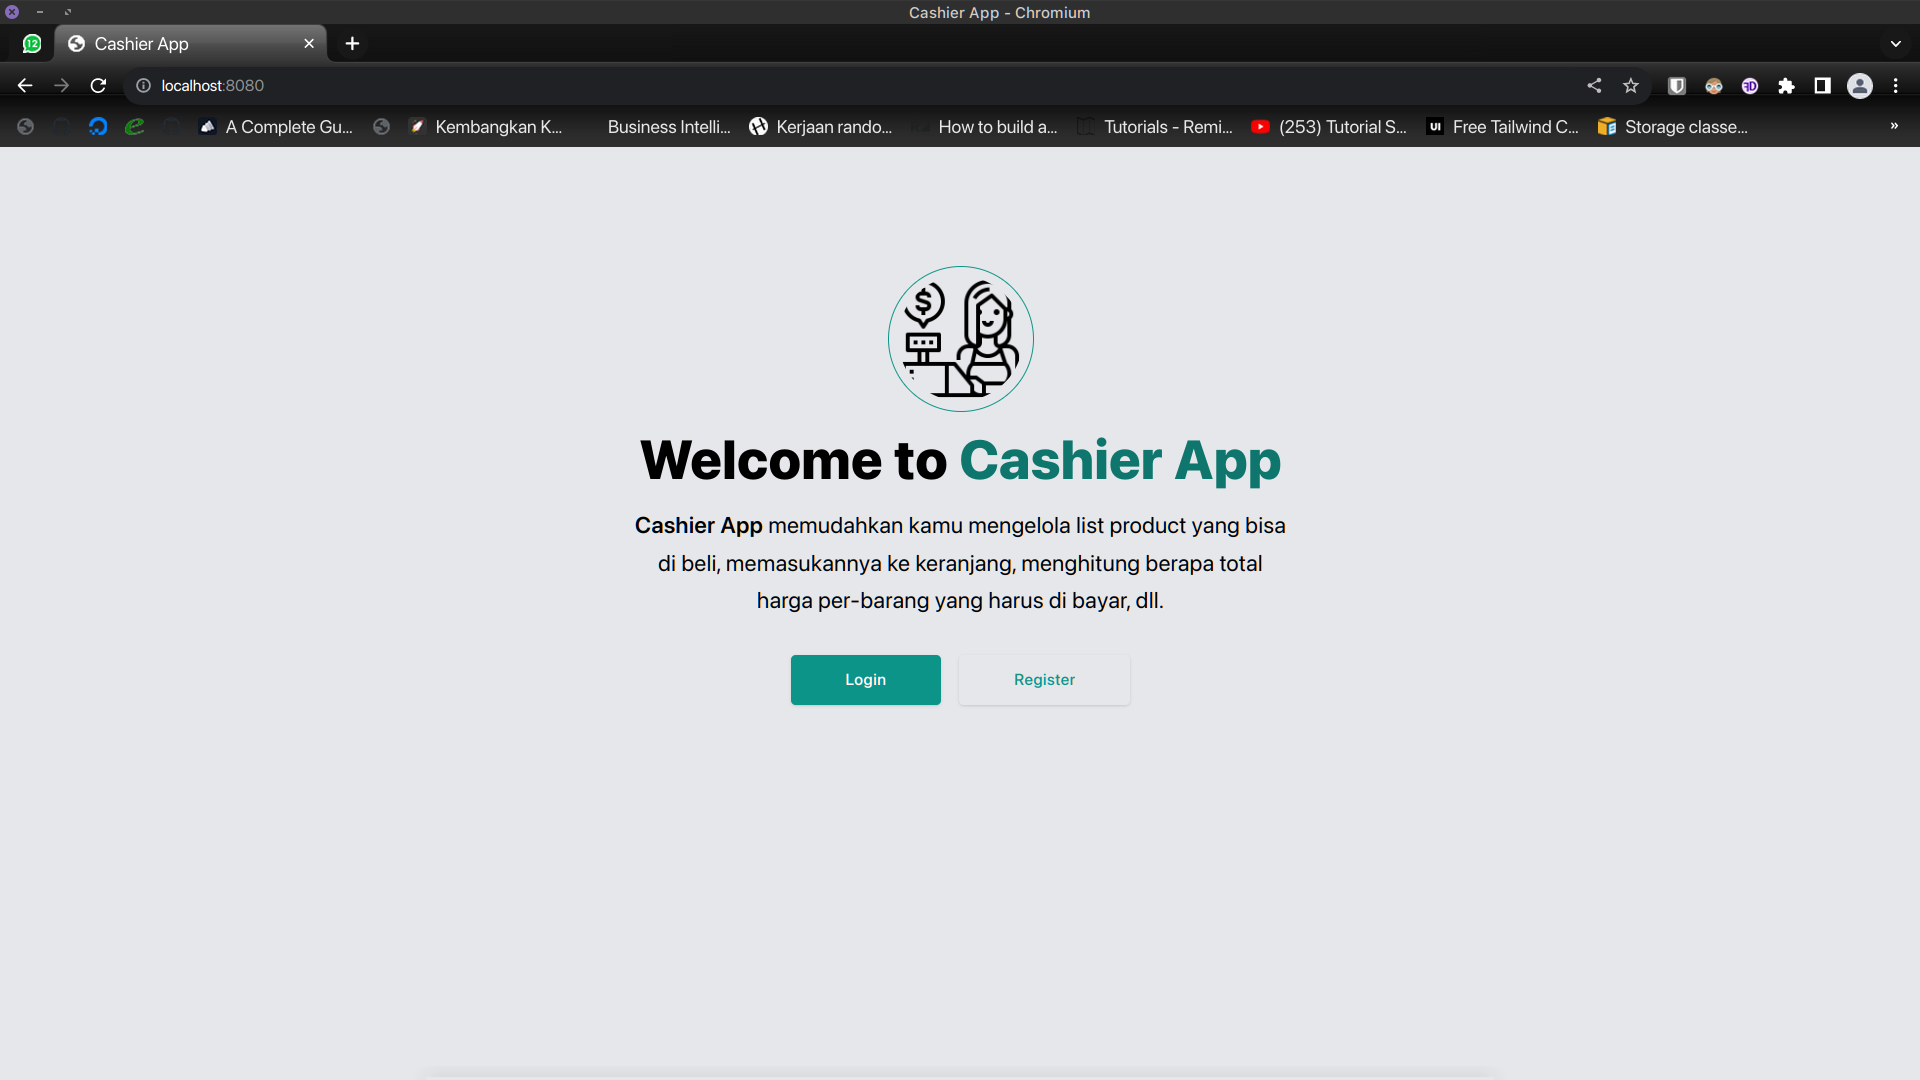 Cashier App - Chromium
12
Cashier App
localhost:8080
A Complete Gu...
Kembangkan K...
Business Intelli...
Kerjaan rando...
How to build a...
Tutorials - Remi...
(253) Tutorial S...
UI
Free Tailwind C...
Storage classe...
»
$
Welcome to Cashier App
Cashier App memudahkan kamu mengelola list product yang bisa
di beli, memasukannya ke keranjang, menghitung berapa total
harga per-barang yang harus di bayar, dll.
Login
Register